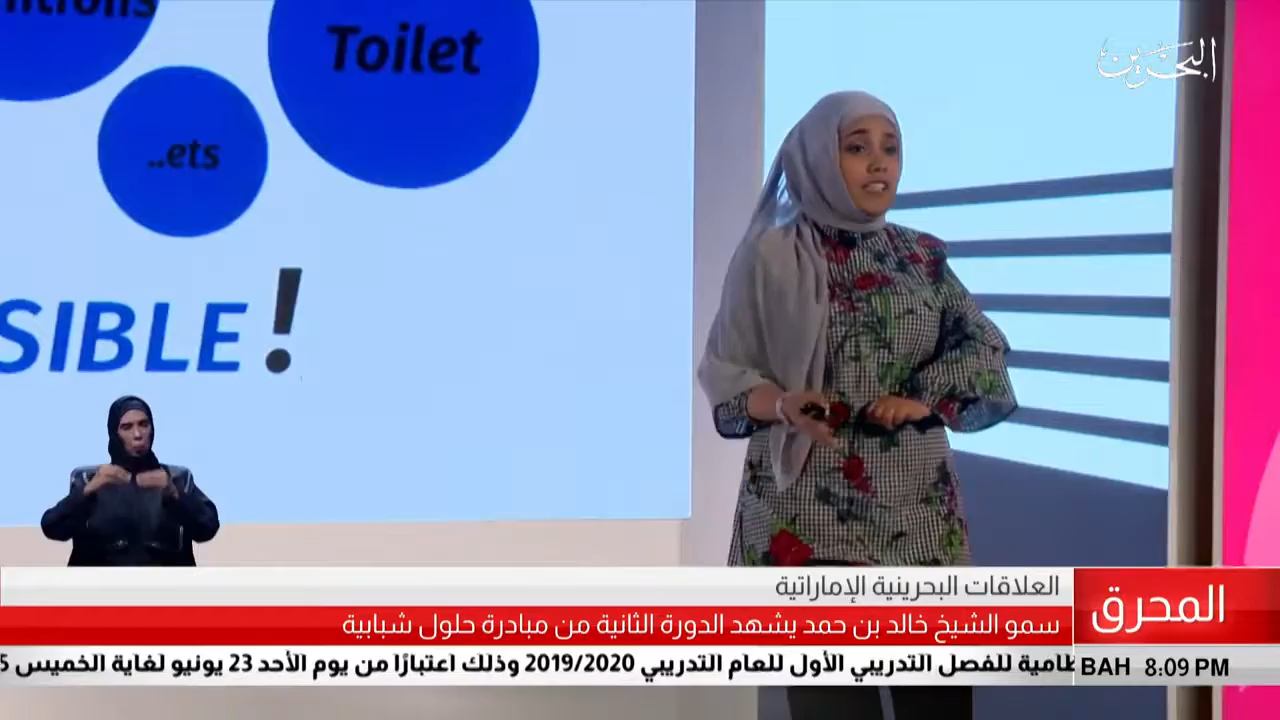 Toilet
..ets
SIBLE!
البحرين
العلاقات البحرينية الإماراتية
المحرق
سمو الشيخ خالد بن حمد يشهد الدورة الثانية من مبادرة حلول شبابية
للفصل التدريبي الأول للعام التدريبي 2019/2020 وذلك اعتبارًا من يوم الأحد 23 يونيو لغاية الخميس
BAH 8:09 PM